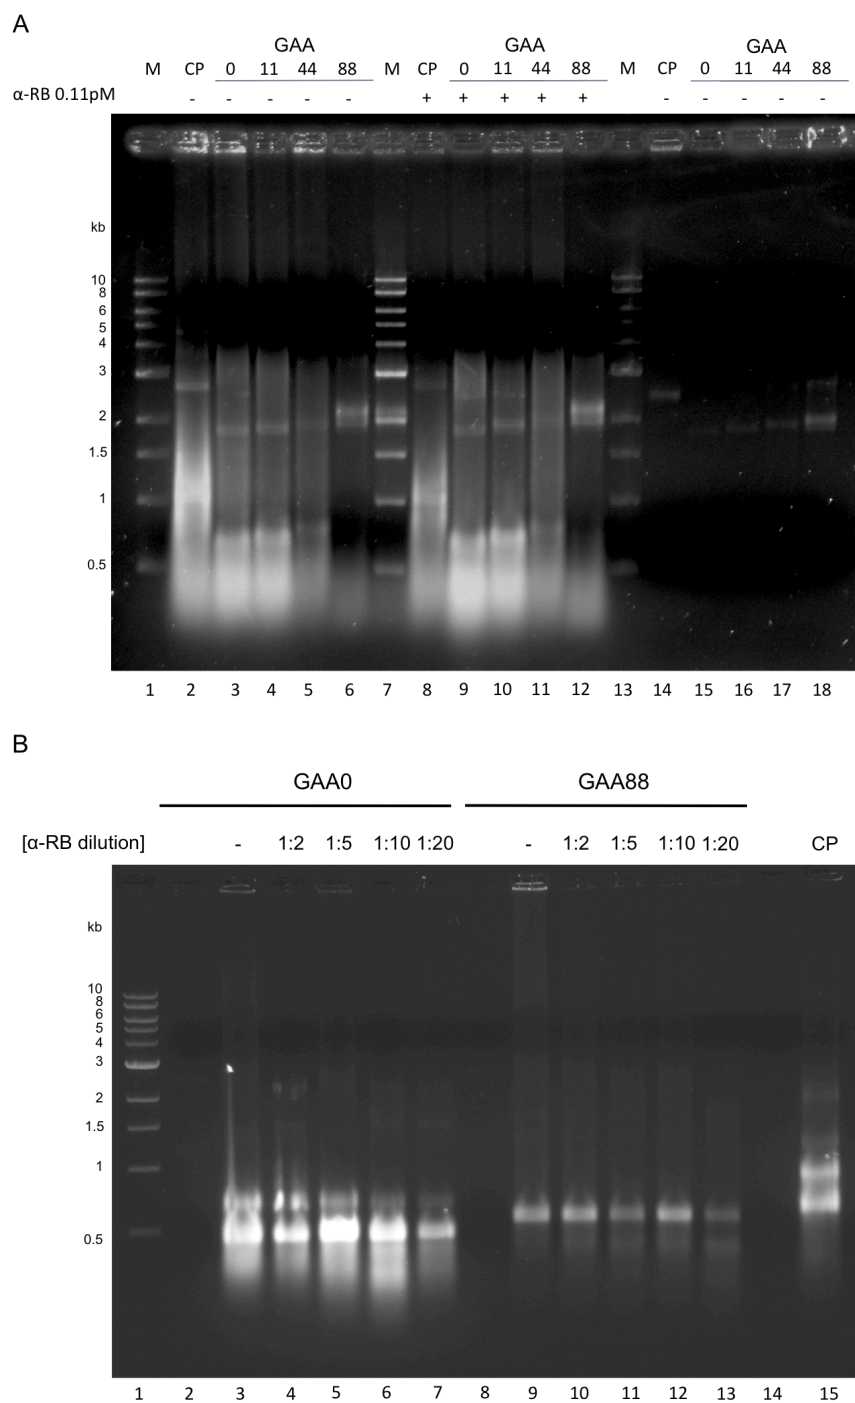 A
GAA GAA GAA
M CP 0 11 44 88 M CP 0 11 44 88 M CP 0 11 44 88
α-RB 0.11pM - - - - - + + + + + - - - - -
kb
10
8
6
5
4
3
2
1.5
1
0.5
1 2 3 4 5 6 7 8 9 10 11 12 13 14 15 16 17 18
B
GAA0 GAA88
[α-RB dilution] - 1:2 1:5 1:10 1:20 - 1:2 1:5 1:10 1:20 CP
kb
10
8
6
5
4
3
2
1.5
1
0.5
1 2 3 4 5 6 7 8 9 10 11 12 13 14 15